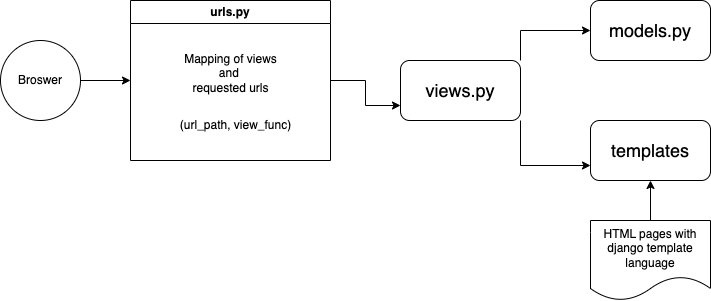 urls.py
Broswer
Mapping of views
and
requested urls
(url_path, view_func)
views.py
models.py
templates
HTML pages with
django template
language